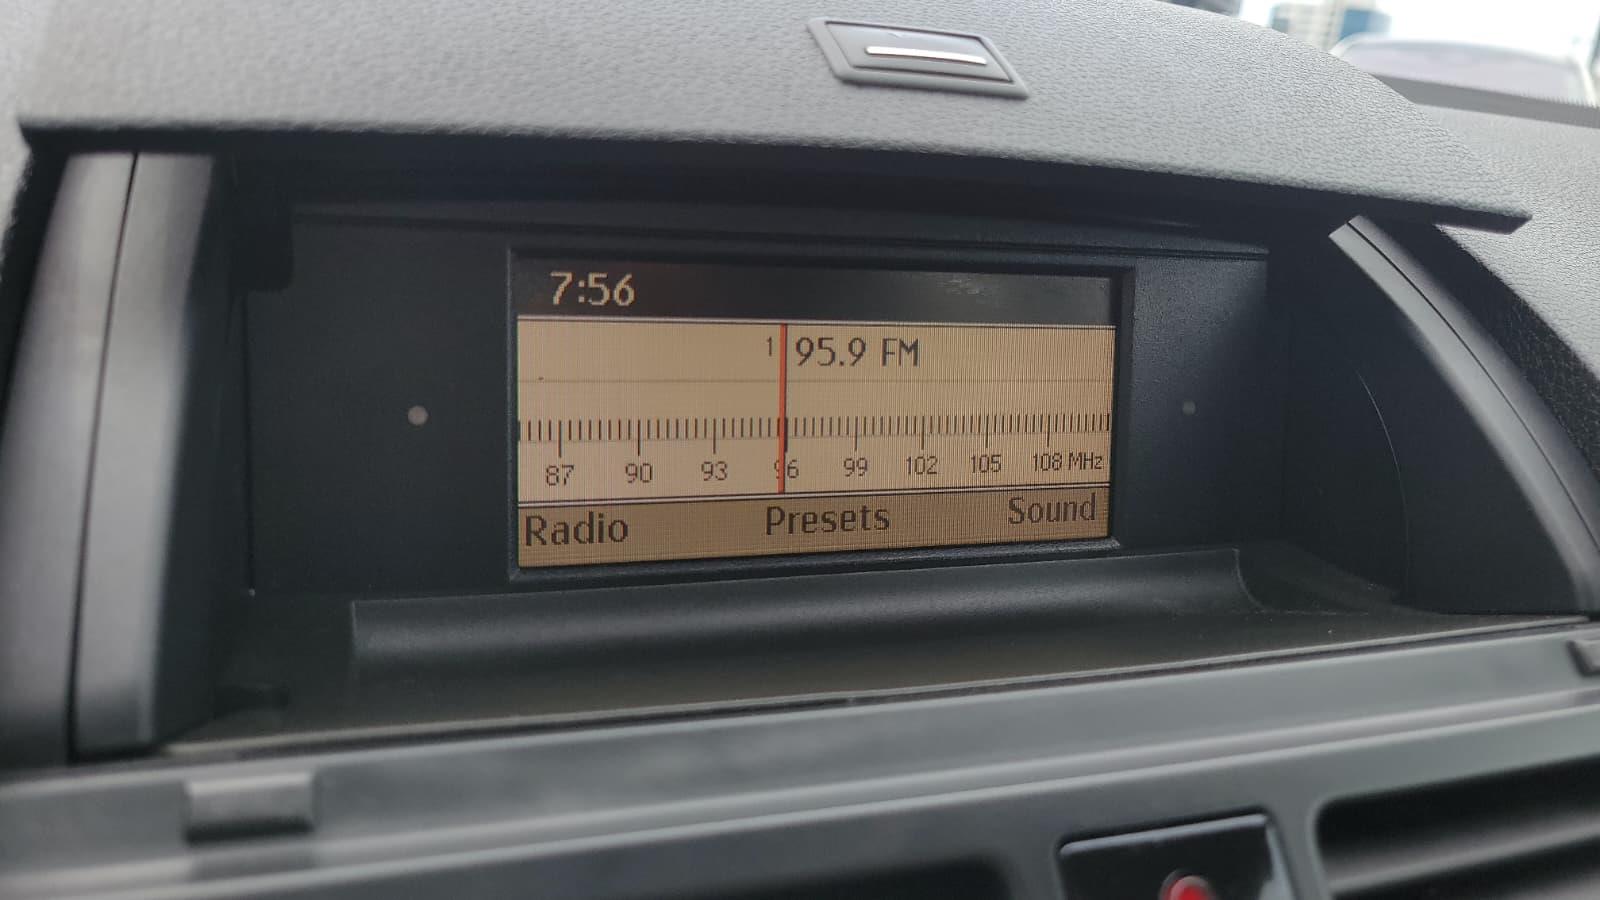 7:56
1 95.9 FM
87 90 93 96 99 102 105 108 MHz
Radio Presets Sound